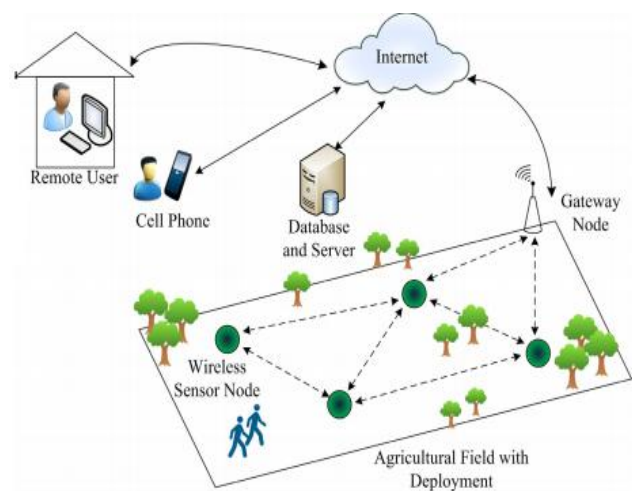 Internet
Remote User
Cell Phone
Database
and Server
Gateway
Node
Wireless
Sensor Node
Agricultural Field with
Deployment